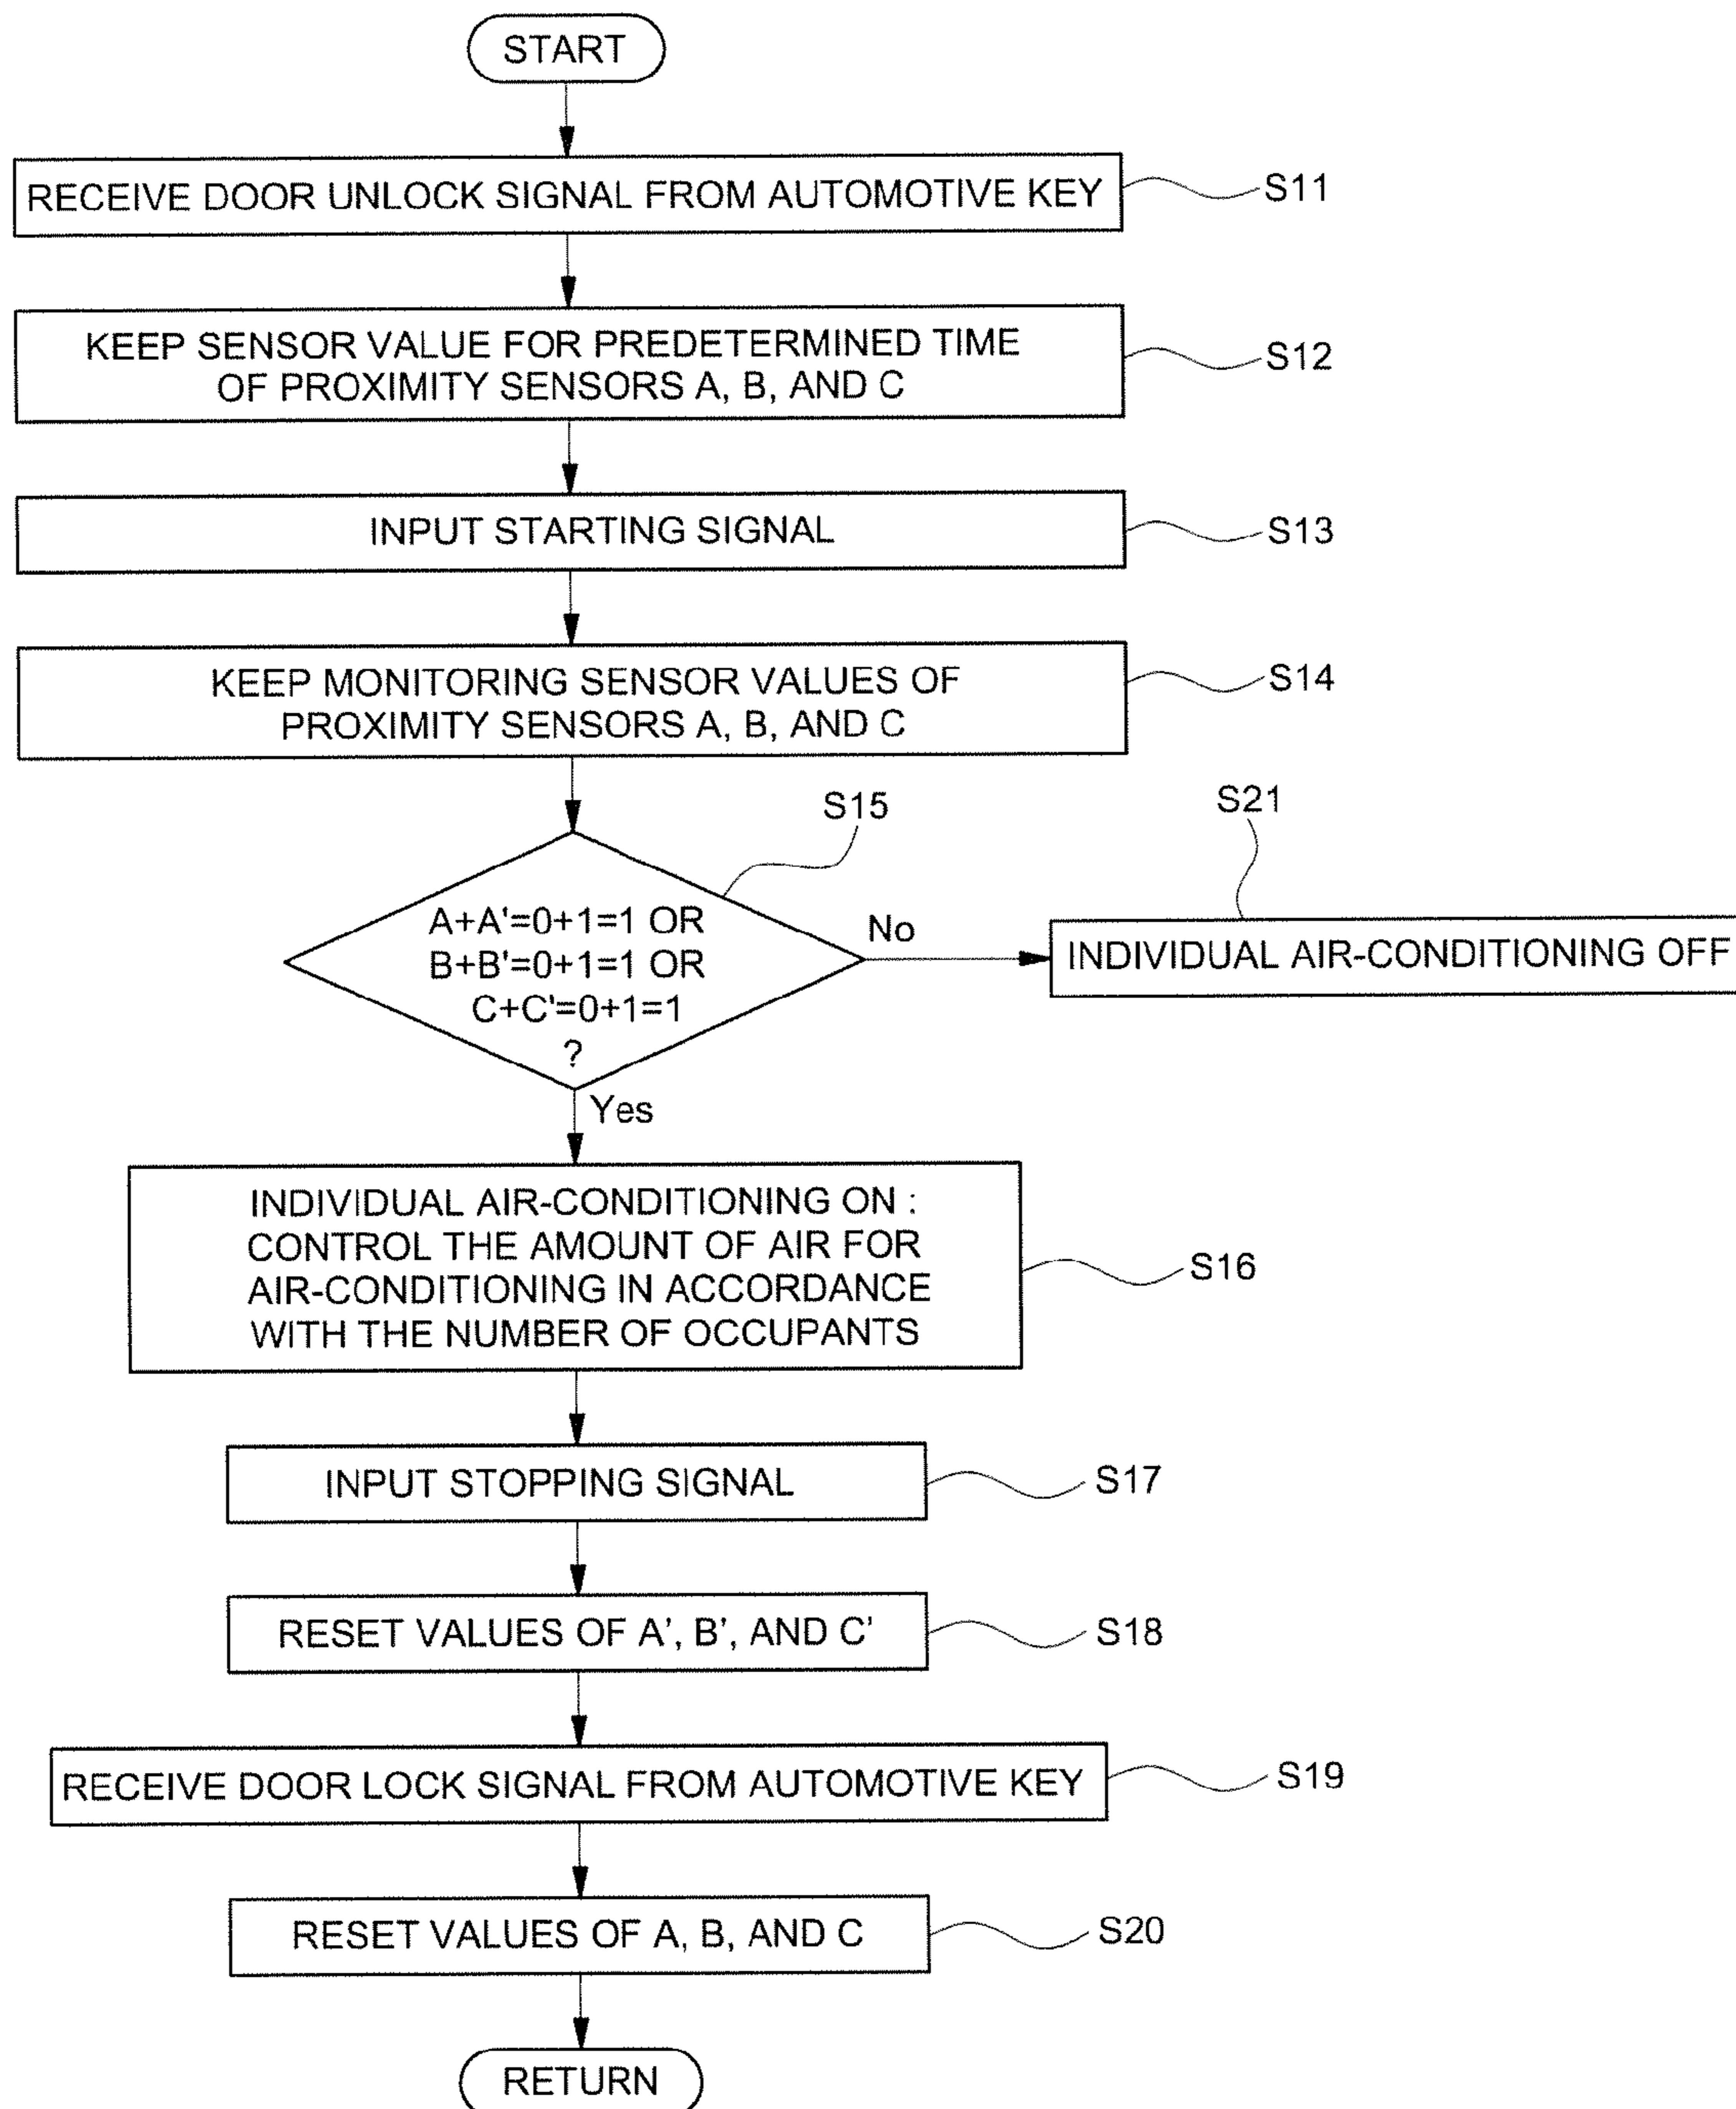 START
RECEIVE DOOR UNLOCK SIGNAL FROM AUTOMOTIVE KEY
S11
KEEP SENSOR VALUE FOR PREDETERMINED TIME
OF PROXIMITY SENSORS A, B, AND C
S12
INPUT STARTING SIGNAL
S13
KEEP MONITORING SENSOR VALUES OF
PROXIMITY SENSORS A, B, AND C
S14
S15
A+A'=0+1=1 OR
B+B'=0+1=1 OR
C+C'=0+1=1
?
No
S21
INDIVIDUAL AIR-CONDITIONING OFF
Yes
INDIVIDUAL AIR-CONDITIONING ON :
CONTROL THE AMOUNT OF AIR FOR
AIR-CONDITIONING IN ACCORDANCE
WITH THE NUMBER OF OCCUPANTS
S16
INPUT STOPPING SIGNAL
S17
RESET VALUES OF A’, B’, AND C’
S18
RECEIVE DOOR LOCK SIGNAL FROM AUTOMOTIVE KEY
S19
RESET VALUES OF A, B, AND C
S20
RETURN